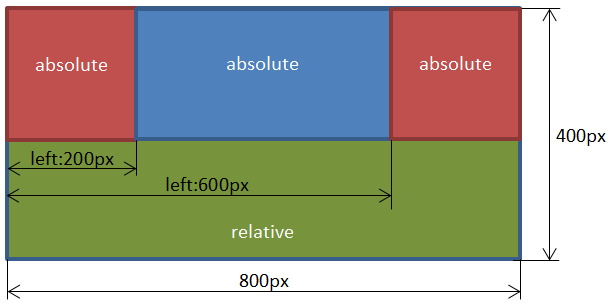 absolute
absolute
absolute
400px
left:200px
left:600px
relative
800px